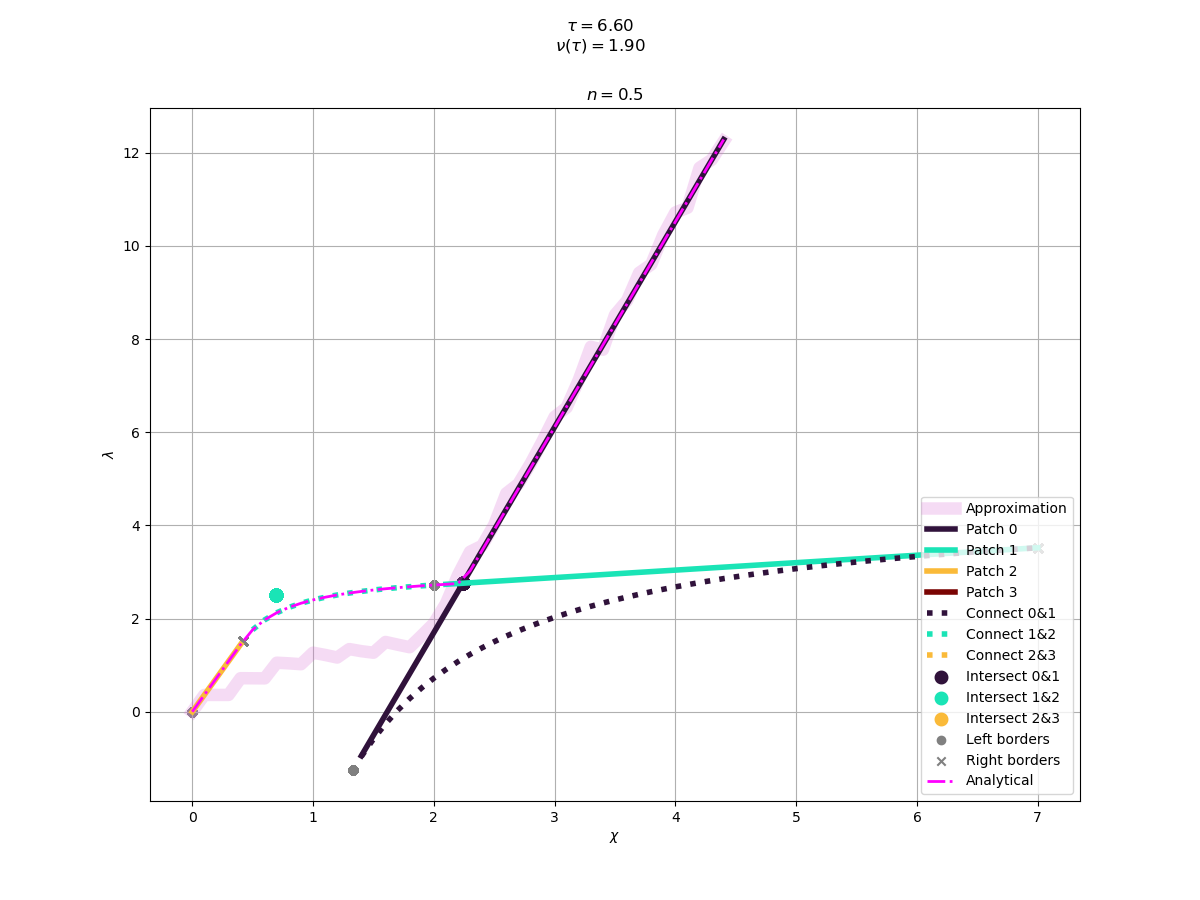 τ = 6.60
ν(τ) = 1.90
n = 0.5
12
10
8
6
4
2
0
λ
0 1 2 3 4 5 6 7
χ
Approximation
Patch 0
Patch 1
Patch 2
Patch 3
Connect 0&1
Connect 1&2
Connect 2&3
Intersect 0&1
Intersect 1&2
Intersect 2&3
Left borders
Right borders
Analytical